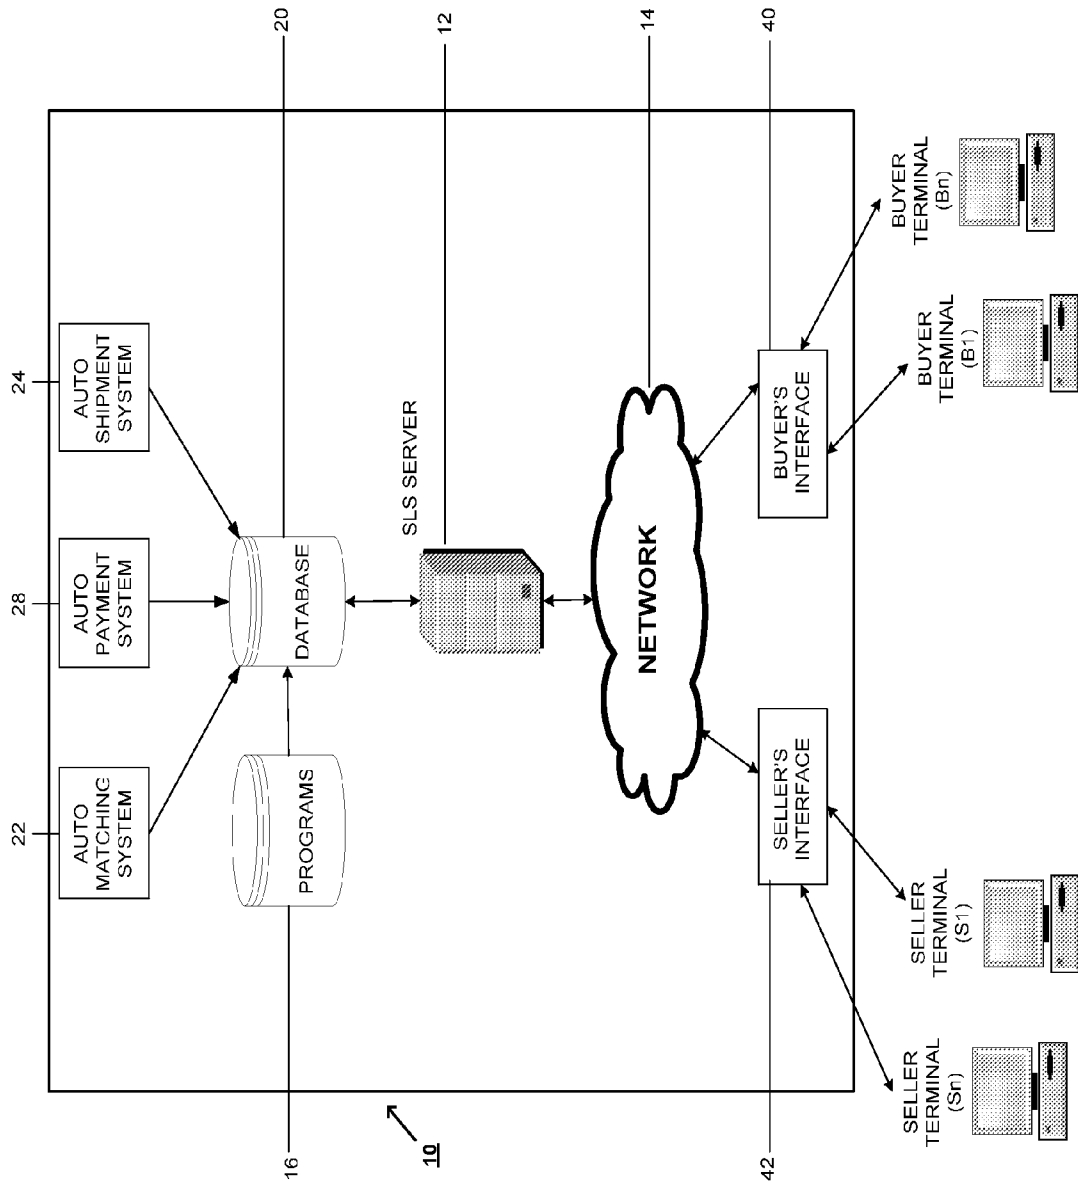 22
28
24
AUTO
MATCHING
SYSTEM
AUTO
PAYMENT
SYSTEM
AUTO
SHIPMENT
SYSTEM
16
PROGRAMS
DATABASE
20
SLS SERVER
12
10
NETWORK
14
42
SELLER'S
INTERFACE
BUYER'S
INTERFACE
40
SELLER
TERMINAL
(Sn)
SELLER
TERMINAL
(S1)
BUYER
TERMINAL
(B1)
BUYER
TERMINAL
(Bn)